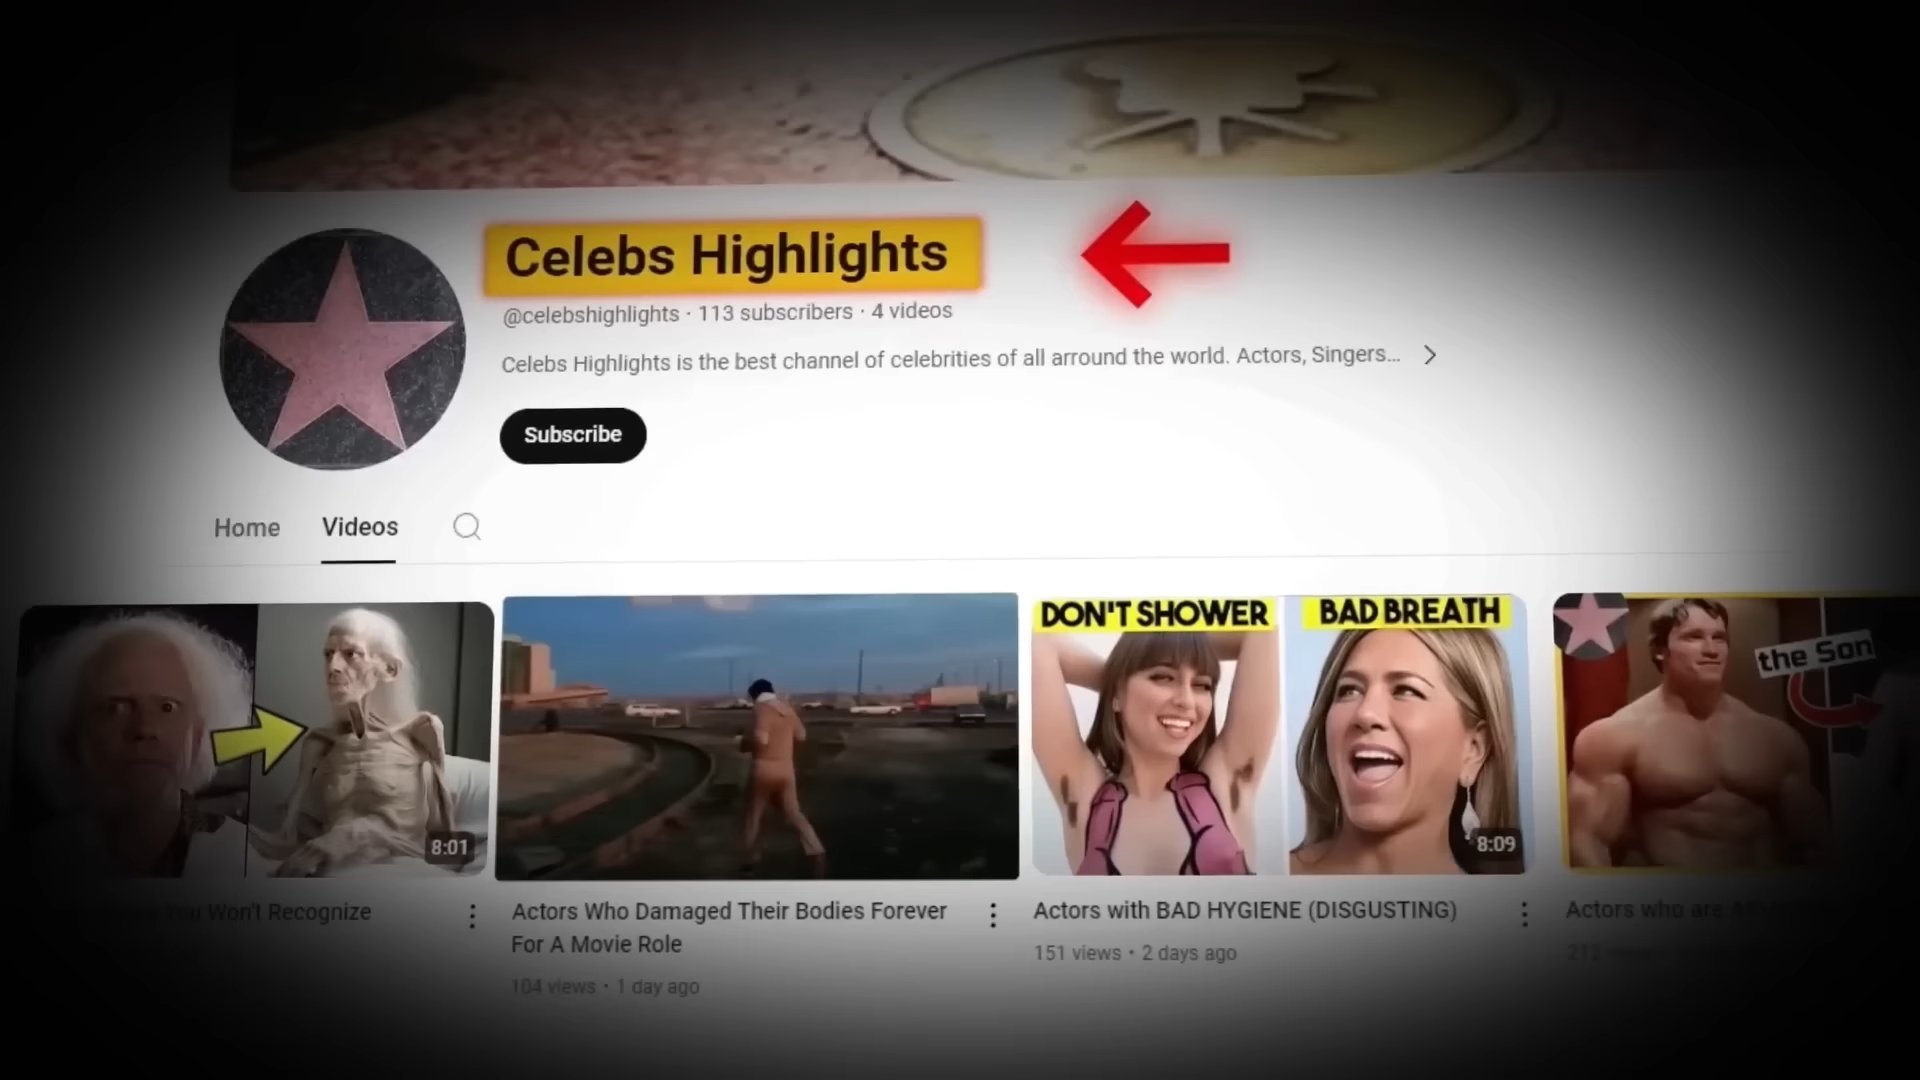 Celebs Highlights
@celebshighlights · 113 subscribers · 4 videos
Celebs Highlights is the best channel of celebrities of all arround the world. Actors, Singers...
Subscribe
Home
Videos
8:01
DON'T SHOWER
BAD BREATH
8:09
the Son
You Won't Recognize
Actors Who Damaged Their Bodies Forever
For A Movie Role
104 views · 1 day ago
Actors with BAD HYGIENE (DISGUSTING)
151 views · 2 days ago
Actors who are